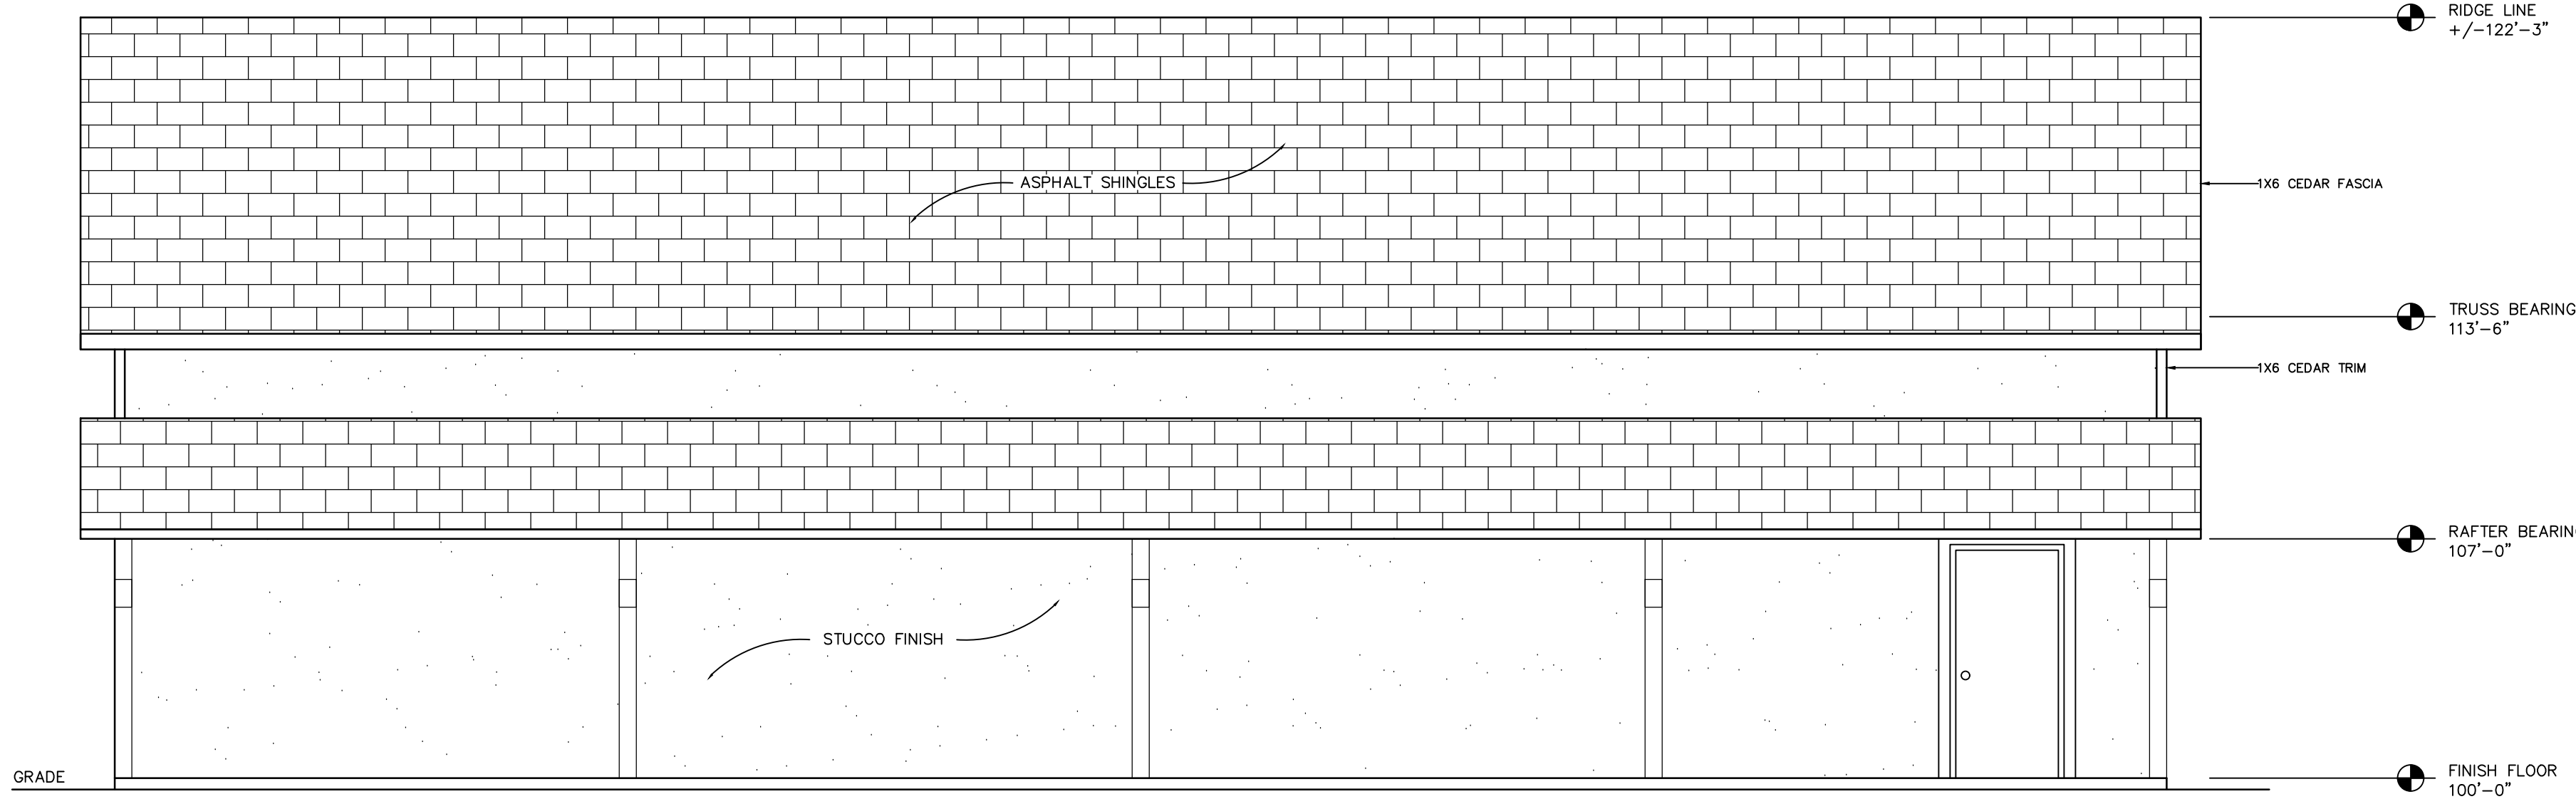 RIDGE LINE
+/-122'-3"
ASPHALT SHINGLES
1X6 CEDAR FASCIA
TRUSS BEARING
113'-6"
1X6 CEDAR TRIM
RAFTER BEARIN
107'-0"
STUCCO FINISH
GRADE
FINISH FLOOR
100'-0"